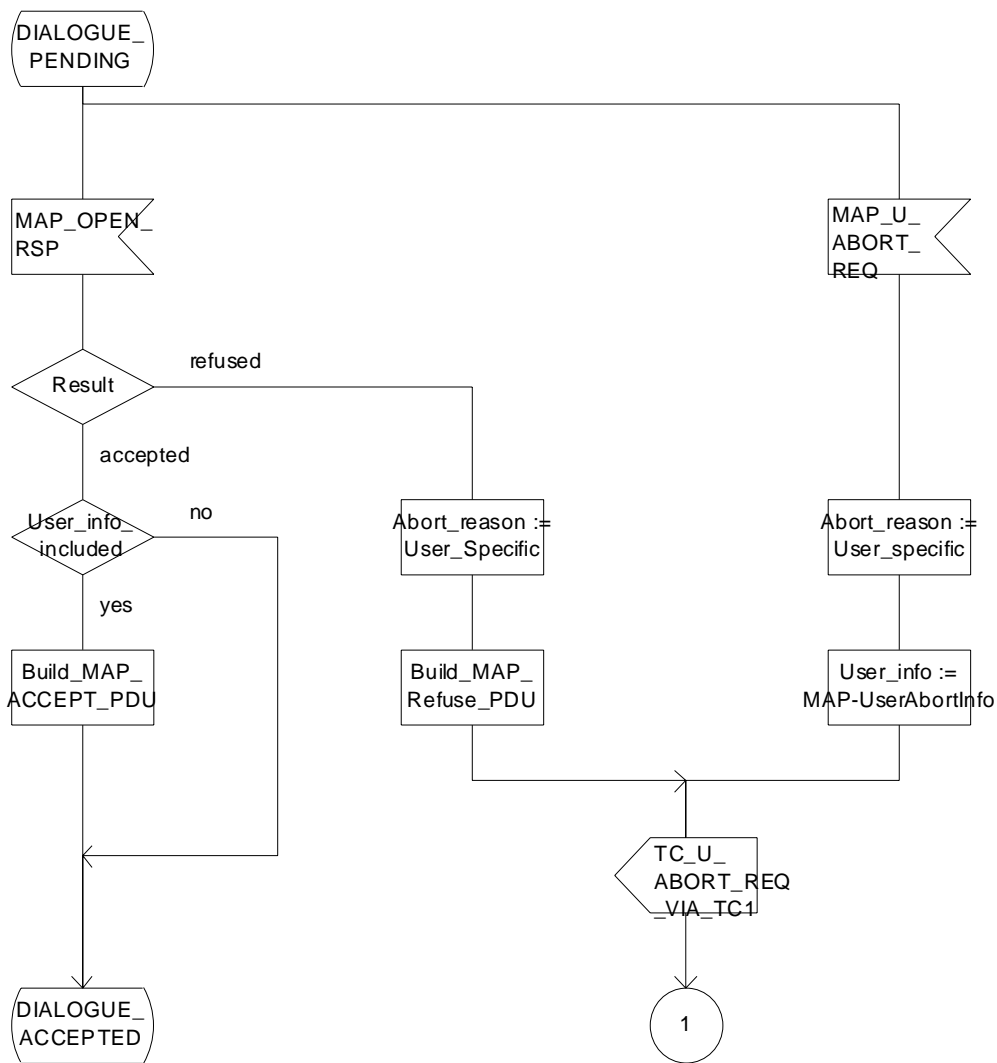 DIALOGUE_
PENDING
MAP_OPEN_
RSP
MAP_U_
ABORT_
REQ
Result
refused
accepted
User_info_
included
no
yes
Abort_reason :=
User_Specific
Abort_reason :=
User_specific
Build_MAP_
ACCEPT_PDU
Build_MAP_
Refuse_PDU
User_info :=
MAP-UserAbortInfo
TC_U_
ABORT_REQ
_VIA_TC1
DIALOGUE_
ACCEPTED
1